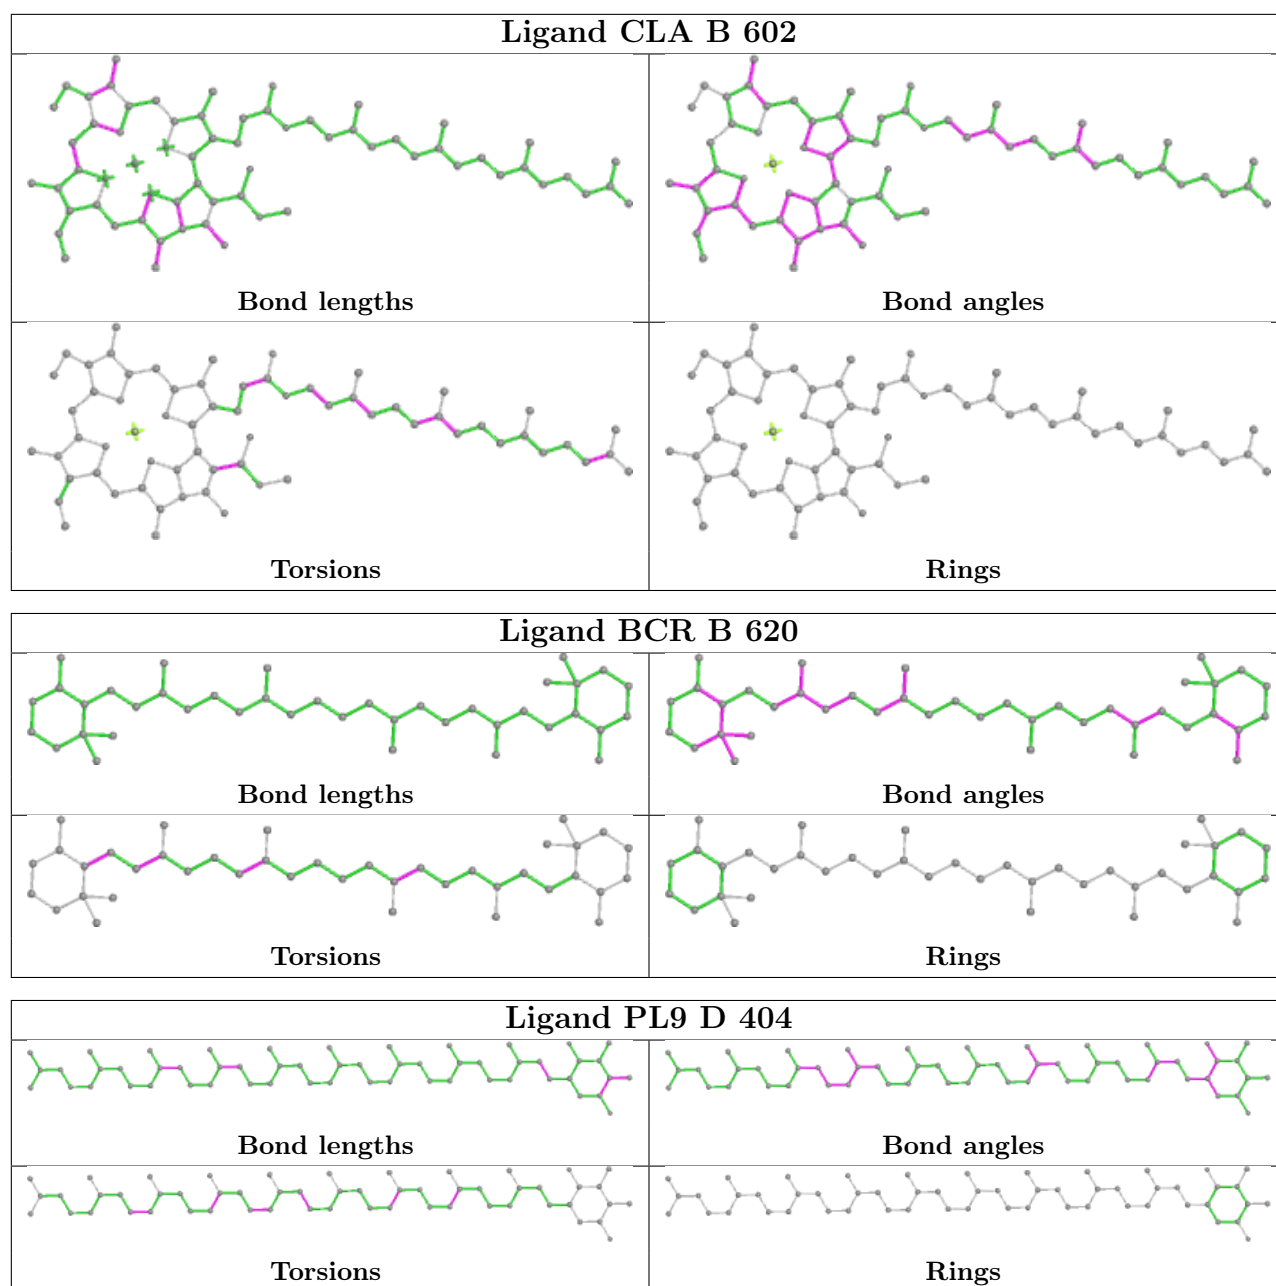 Ligand CLA B 602
Bond lengths
Bond angles
Torsions
Rings
Ligand BCR B 620
Bond lengths
Bond angles
Torsions
Rings
Ligand PL9 D 404
Bond lengths
Bond angles
Torsions
Rings